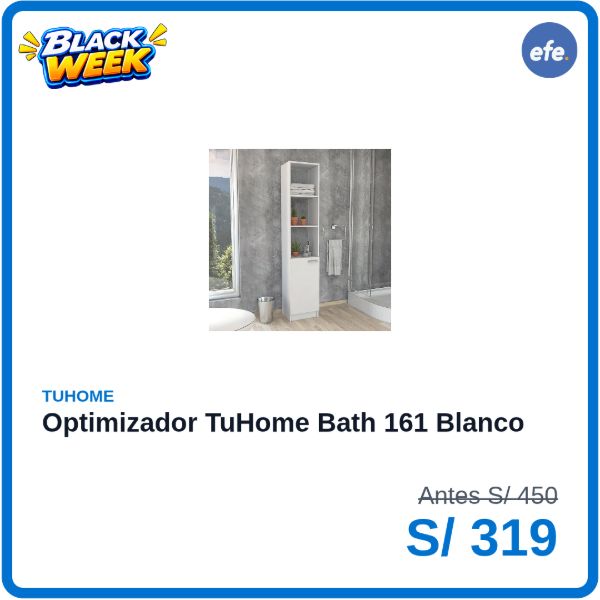 BLACK
WEEK
efe.
TUHOME
Optimizador TuHome Bath 161 Blanco
Antes S/ 450
S/ 319